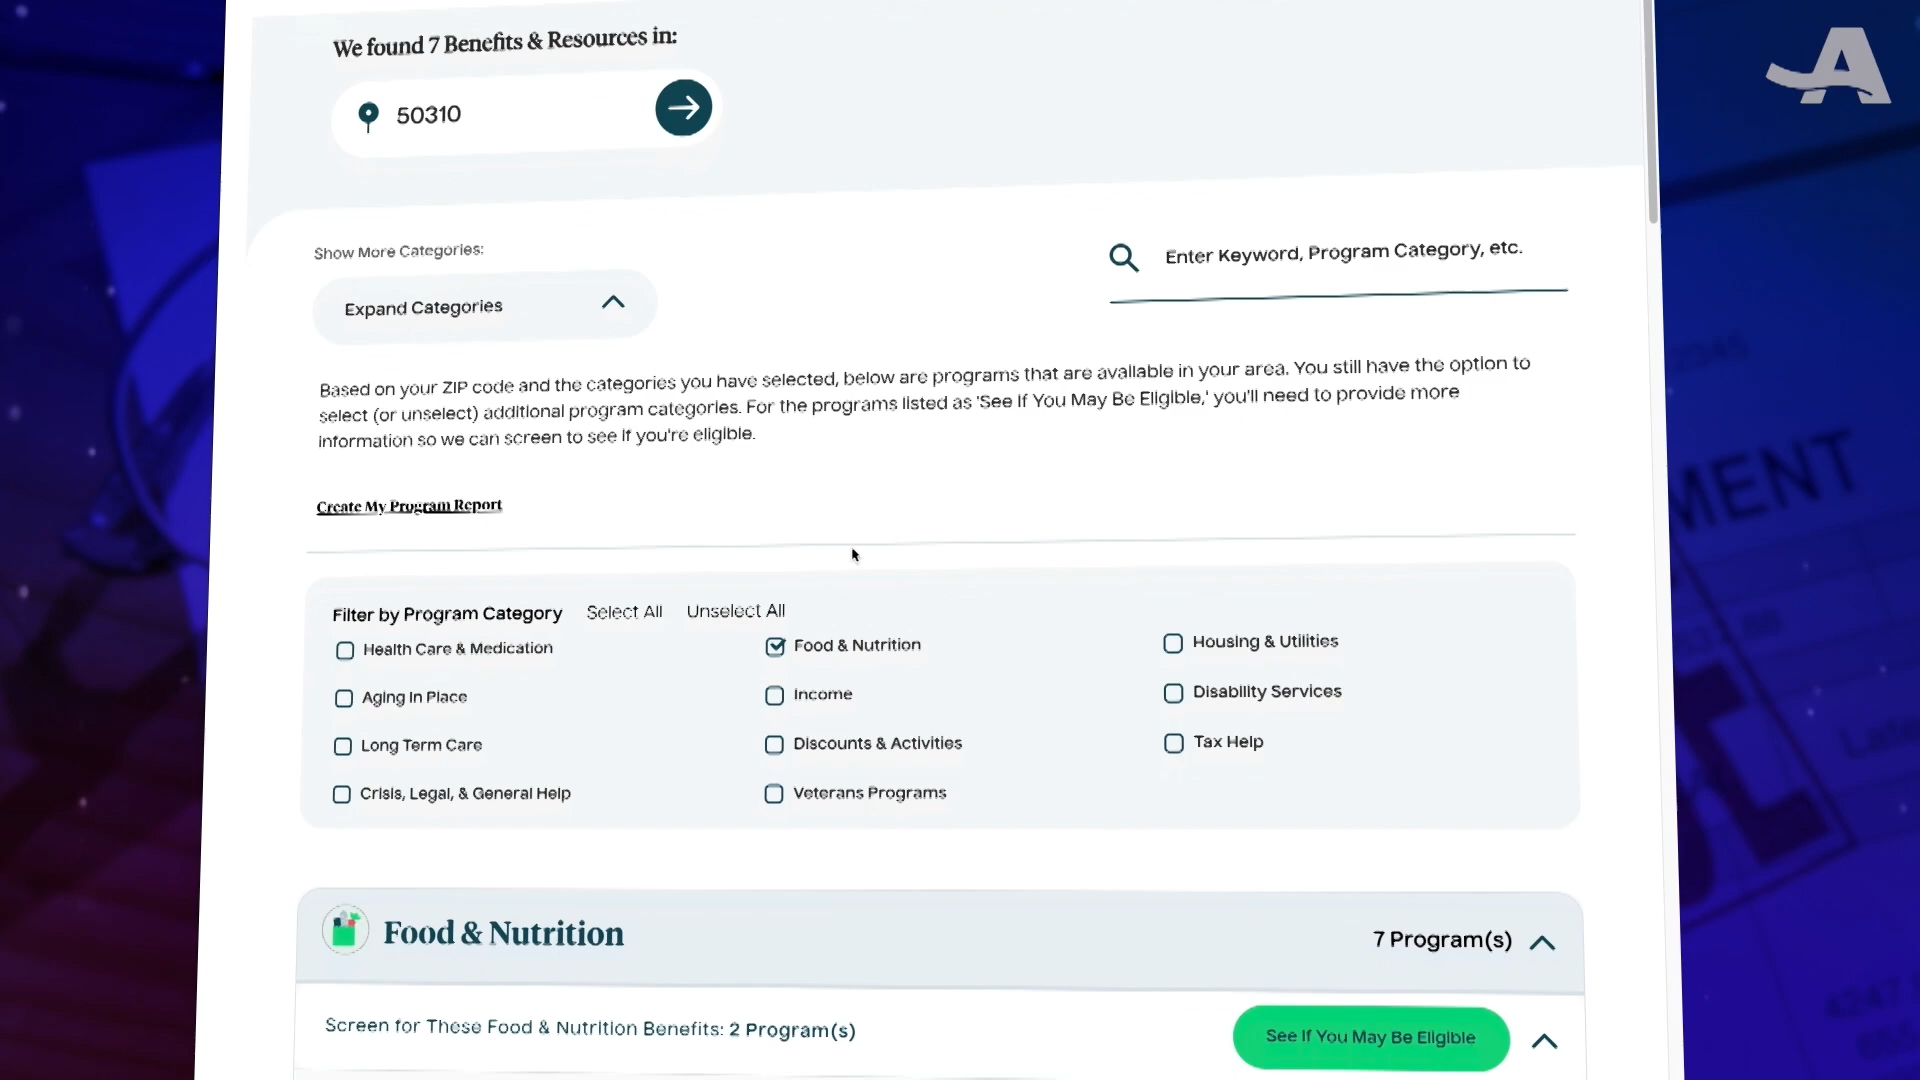 We found 7 Benefits & Resources in:
50310
Show More Categories:
Expand Categories
Enter Keyword, Program Category, etc.
Based on your ZIP code and the categories you have selected, below are programs that are available in your area. You still have the option to
select (or unselect) additional program categories. For the programs listed as 'See If You May Be Eligible,' you'll need to provide more
information so we can screen to see if you're eligible.
Create My Program Report
Filter by Program Category Select All Unselect All
Health Care & Medication Food & Nutrition Housing & Utilities
Aging In Place Income Disability Services
Long Term Care Discounts & Activities Tax Help
Crisis, Legal, & General Help Veterans Programs
Food & Nutrition 7 Program(s)
Screen for These Food & Nutrition Benefits: 2 Program(s) See If You May Be Eligible
MENT